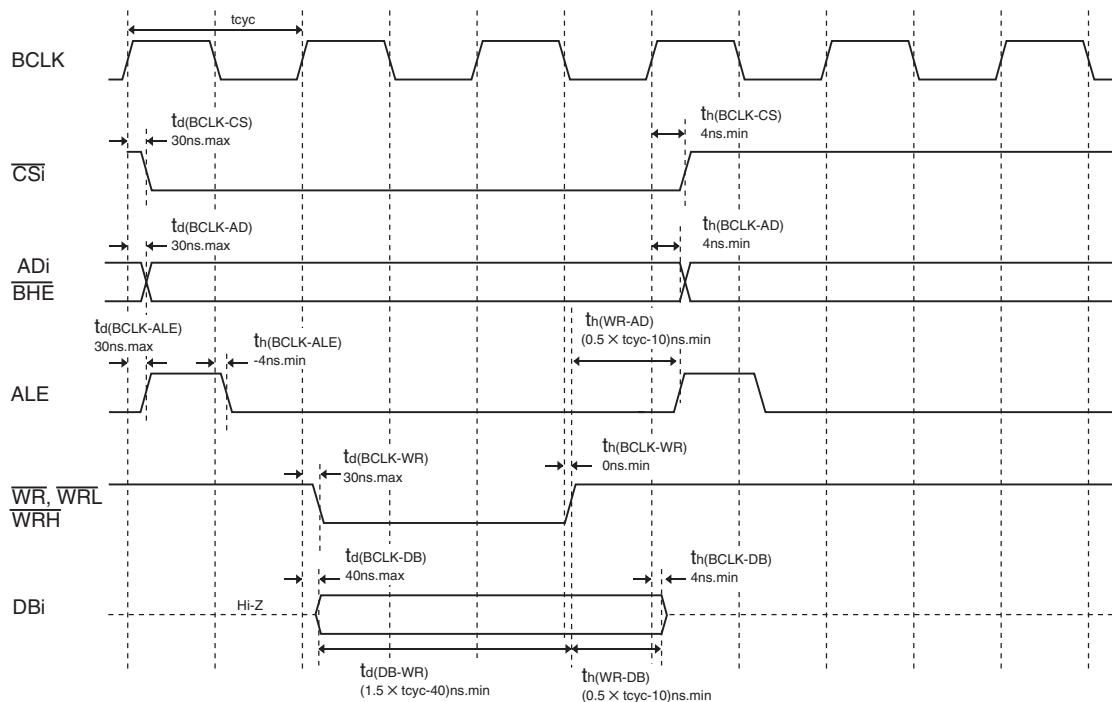 tcyc
BCLK
td(BCLK-CS)
30ns.max
th(BCLK-CS)
4ns.min
CSi
td(BCLK-AD)
30ns.max
th(BCLK-AD)
4ns.min
ADi
BHE
td(BCLK-ALE)
30ns.max
th(BCLK-ALE)
-4ns.min
th(WR-AD)
(0.5 × tcyc-10)ns.min
ALE
td(BCLK-WR)
30ns.max
th(BCLK-WR)
0ns.min
WR, WRL
WRH
td(BCLK-DB)
40ns.max
th(BCLK-DB)
4ns.min
DBi
Hi-Z
td(DB-WR)
(1.5 × tcyc-40)ns.min
th(WR-DB)
(0.5 × tcyc-10)ns.min